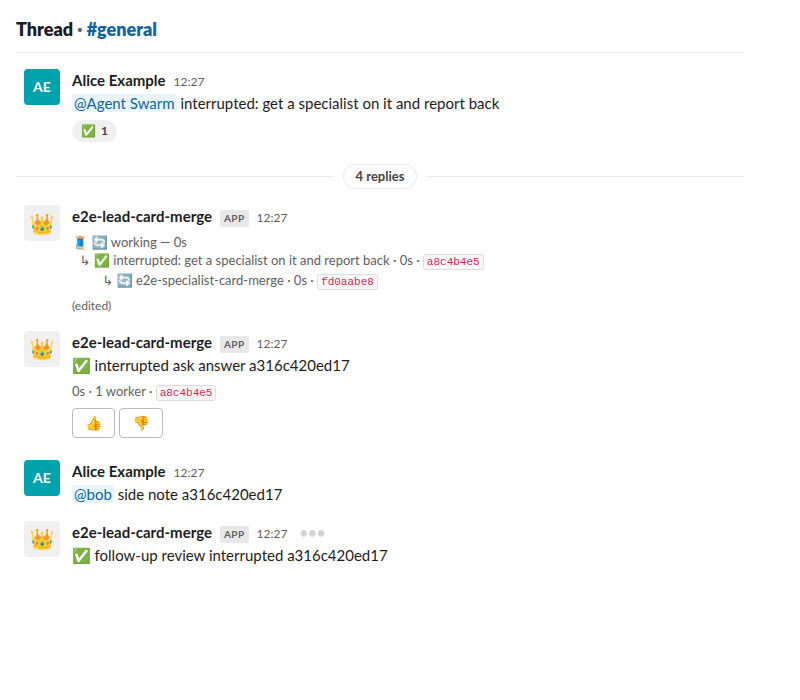 Thread • #general
AE
Alice Example 12:27
@Agent Swarm interrupted: get a specialist on it and report back
✅ 1
4 replies
e2e-lead-card-merge APP 12:27
🧵 🔄 working — 0s
↳ ✅ interrupted: get a specialist on it and report back · 0s · a8c4b4e5
↳ 🔄 e2e-specialist-card-merge · 0s · fd0aabe8
(edited)
e2e-lead-card-merge APP 12:27
✅ interrupted ask answer a316c420ed17
0s · 1 worker · a8c4b4e5
👍 👎
AE
Alice Example 12:27
@bob side note a316c420ed17
e2e-lead-card-merge APP 12:27
✅ follow-up review interrupted a316c420ed17